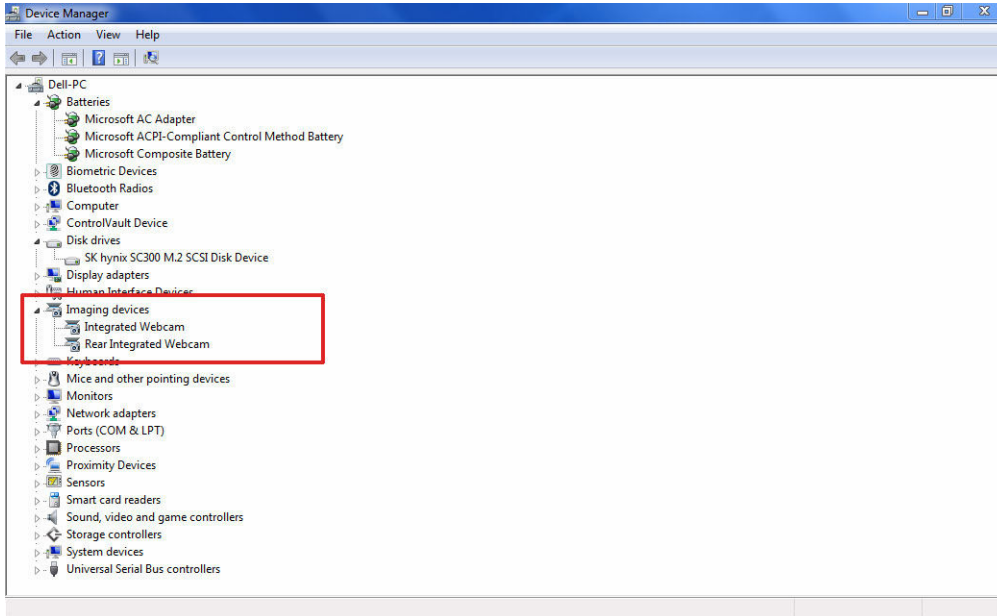 Device Manager
File Action View Help
Dell-PC
Batteries
Microsoft AC Adapter
Microsoft ACPI-Compliant Control Method Battery
Microsoft Composite Battery
Biometric Devices
Bluetooth Radios
Computer
ControlVault Device
Disk drives
SK hynix SC300 M.2 SCSI Disk Device
Display adapters
Human Interface Devices
Imaging devices
Integrated Webcam
Rear Integrated Webcam
Keyboards
Mice and other pointing devices
Monitors
Network adapters
Ports (COM & LPT)
Processors
Proximity Devices
Sensors
Smart card readers
Sound, video and game controllers
Storage controllers
System devices
Universal Serial Bus controllers